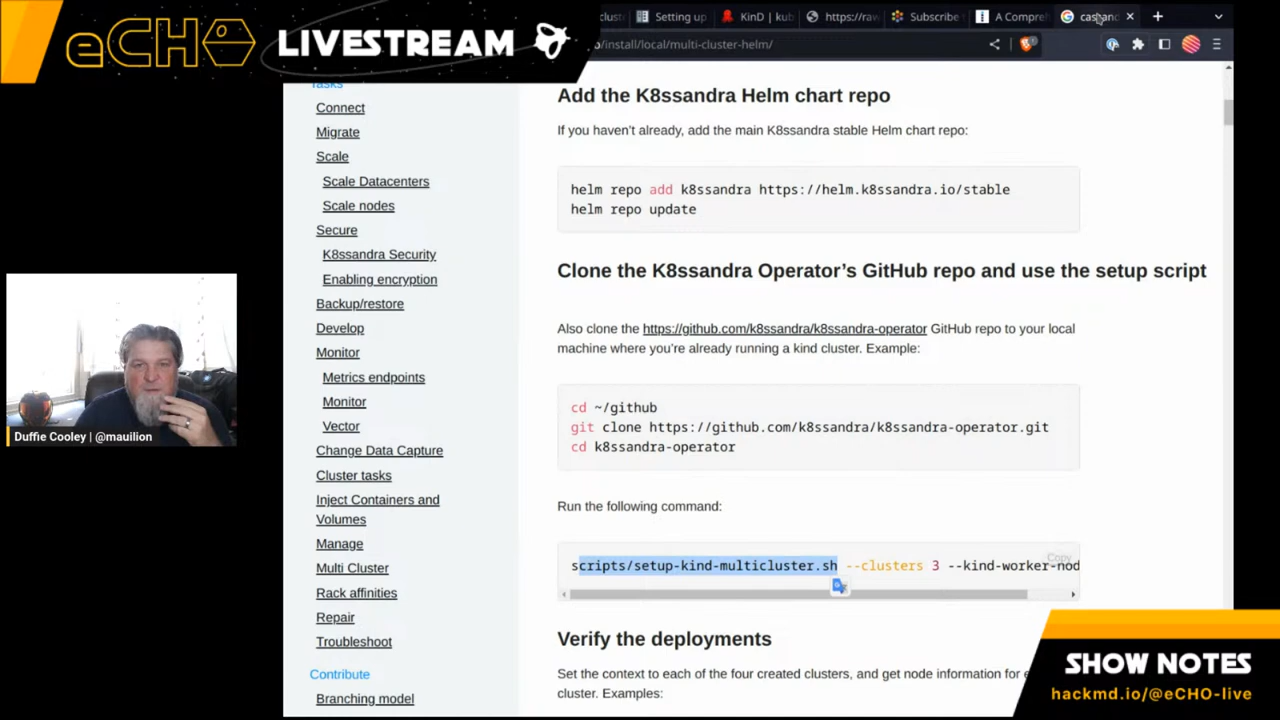 eCHO LIVESTREAM
clustr
Setting up
KinD | kub
https://rav
Subscribe
A Compreh
cassanc
/install/local/multi-cluster-helm/
Tasks
Connect
Migrate
Scale
Scale Datacenters
Scale nodes
Secure
K8ssandra Security
Enabling encryption
Backup/restore
Develop
Monitor
Metrics endpoints
Monitor
Vector
Change Data Capture
Cluster tasks
Inject Containers and
Volumes
Manage
Multi Cluster
Rack affinities
Repair
Troubleshoot
Contribute
Branching model
Add the K8ssandra Helm chart repo
If you haven't already, add the main K8ssandra stable Helm chart repo:
helm repo add k8ssandra https://helm.k8ssandra.io/stable
helm repo update
Clone the K8ssandra Operator's GitHub repo and use the setup script
Also clone the https://github.com/k8ssandra/k8ssandra-operator GitHub repo to your local
machine where you're already running a kind cluster. Example:
cd ~/github
git clone https://github.com/k8ssandra/k8ssandra-operator.git
cd k8ssandra-operator
Run the following command:
Copy
scripts/setup-kind-multicluster.sh --clusters 3 --kind-worker-nod
Verify the deployments
Set the context to each of the four created clusters, and get node information for e
cluster. Examples:
Duffie Cooley | @mauilion
SHOW NOTES
hackmd.io/@eCHO-live